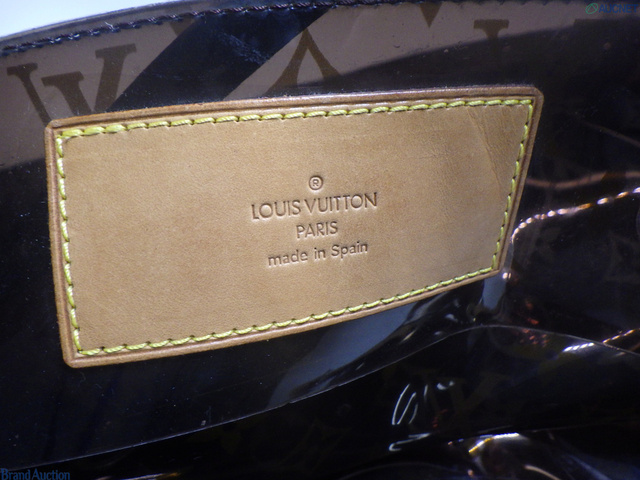 ®
LOUIS VUITTON
PARIS
made in Spain
Brand Auction